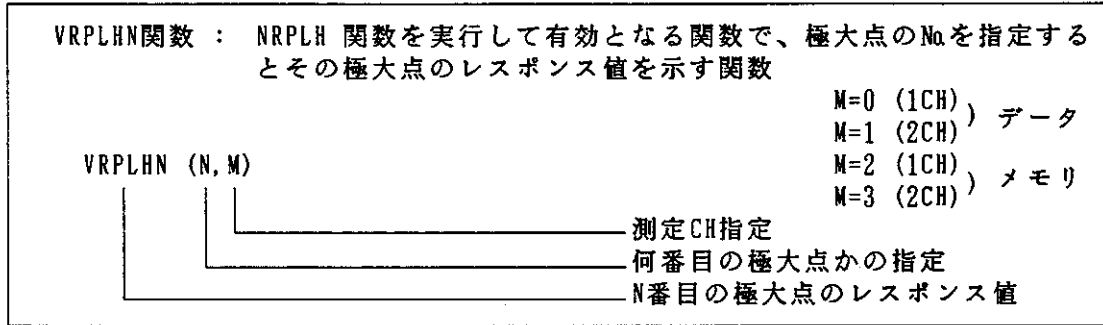 VRPLHN関数 : NRPLH 関数を実行して有効となる関数で、極大点の№を指定する
とその極大点のレスポンス値を示す関数
M=0 (1CH)
M=1 (2CH) ) データ
M=2 (1CH)
M=3 (2CH) ) メモリ
VRPLHN (N,M)
測定CH指定
何番目の極大点かの指定
N番目の極大点のレスポンス値